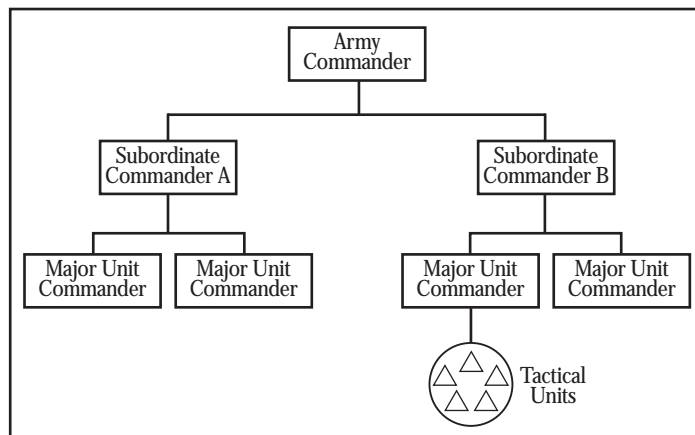 Army
Commander
Subordinate
Commander A
Subordinate
Commander B
Major Unit
Commander
Major Unit
Commander
Major Unit
Commander
Major Unit
Commander
Tactical
Units